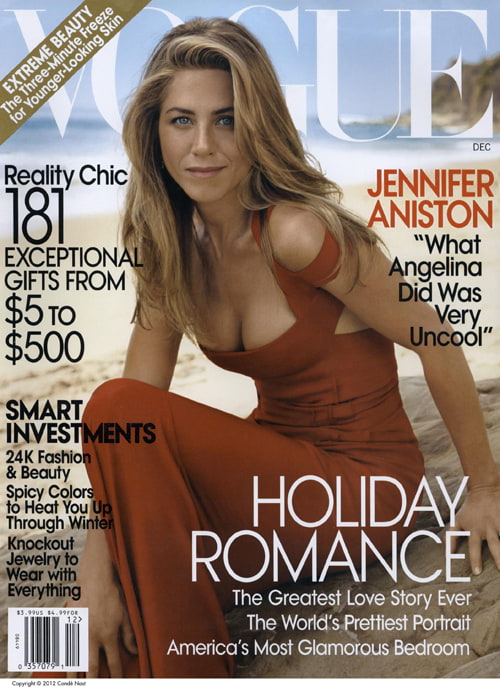 VOGUE
EXTREME BEAUTY
The Three-Minute Freeze
for Younger-Looking Skin
DEC
Reality Chic
181
EXCEPTIONAL
GIFTS FROM
$5 TO
$500
JENNIFER
ANISTON
"What
Angelina
Did Was
Very
Uncool"
SMART
INVESTMENTS
24K Fashion
& Beauty
Spicy Colors
to Heat You Up
Through Winter
Knockout
Jewelry to
Wear with
Everything
HOLIDAY
ROMANCE
The Greatest Love Story Ever
The World's Prettiest Portrait
America's Most Glamorous Bedroom
$3.99US $4.99FOR
12>
0 357079 1
Copyright © 2012 Condé Nast